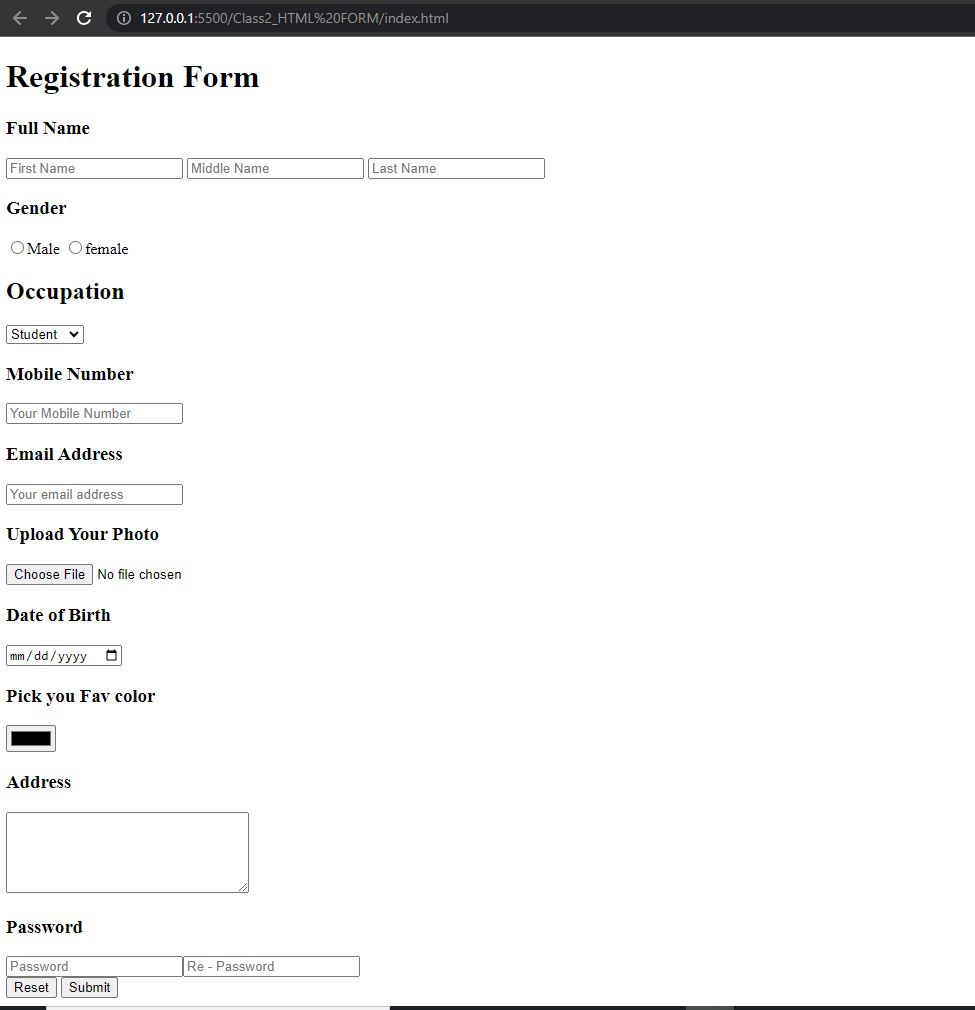 127.0.0.1:5500/Class2_HTML%20FORM/index.html
Registration Form
Full Name
First Name Middle Name Last Name
Gender
Male female
Occupation
Student
Mobile Number
Your Mobile Number
Email Address
Your email address
Upload Your Photo
Choose File No file chosen
Date of Birth
mm/dd/yyyy
Pick you Fav color
Address
Password
Password Re - Password
Reset Submit